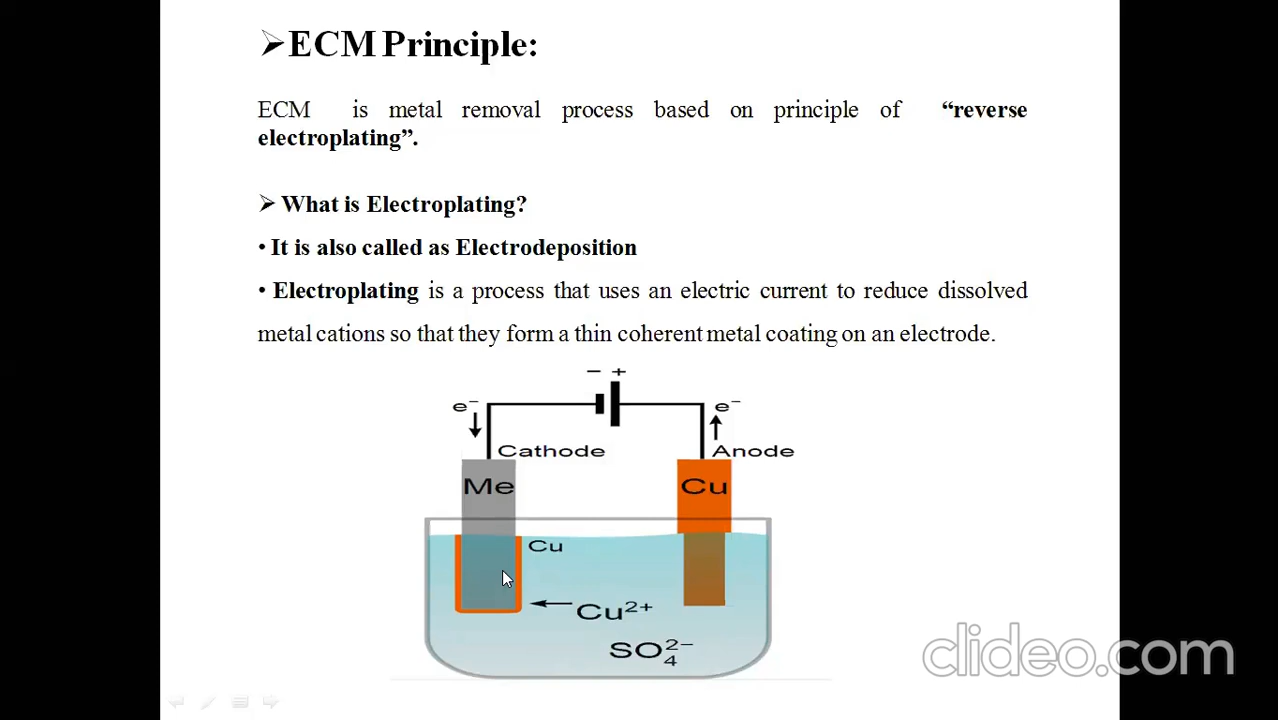 ➢ECM Principle:
ECM is metal removal process based on principle of “reverse
electroplating”.
➢ What is Electroplating?
• It is also called as Electrodeposition
• Electroplating is a process that uses an electric current to reduce dissolved
metal cations so that they form a thin coherent metal coating on an electrode.
− +
e⁻ e⁻
Cathode Anode
Me Cu
Cu
Cu²⁺
SO₄²⁻
clideo.com